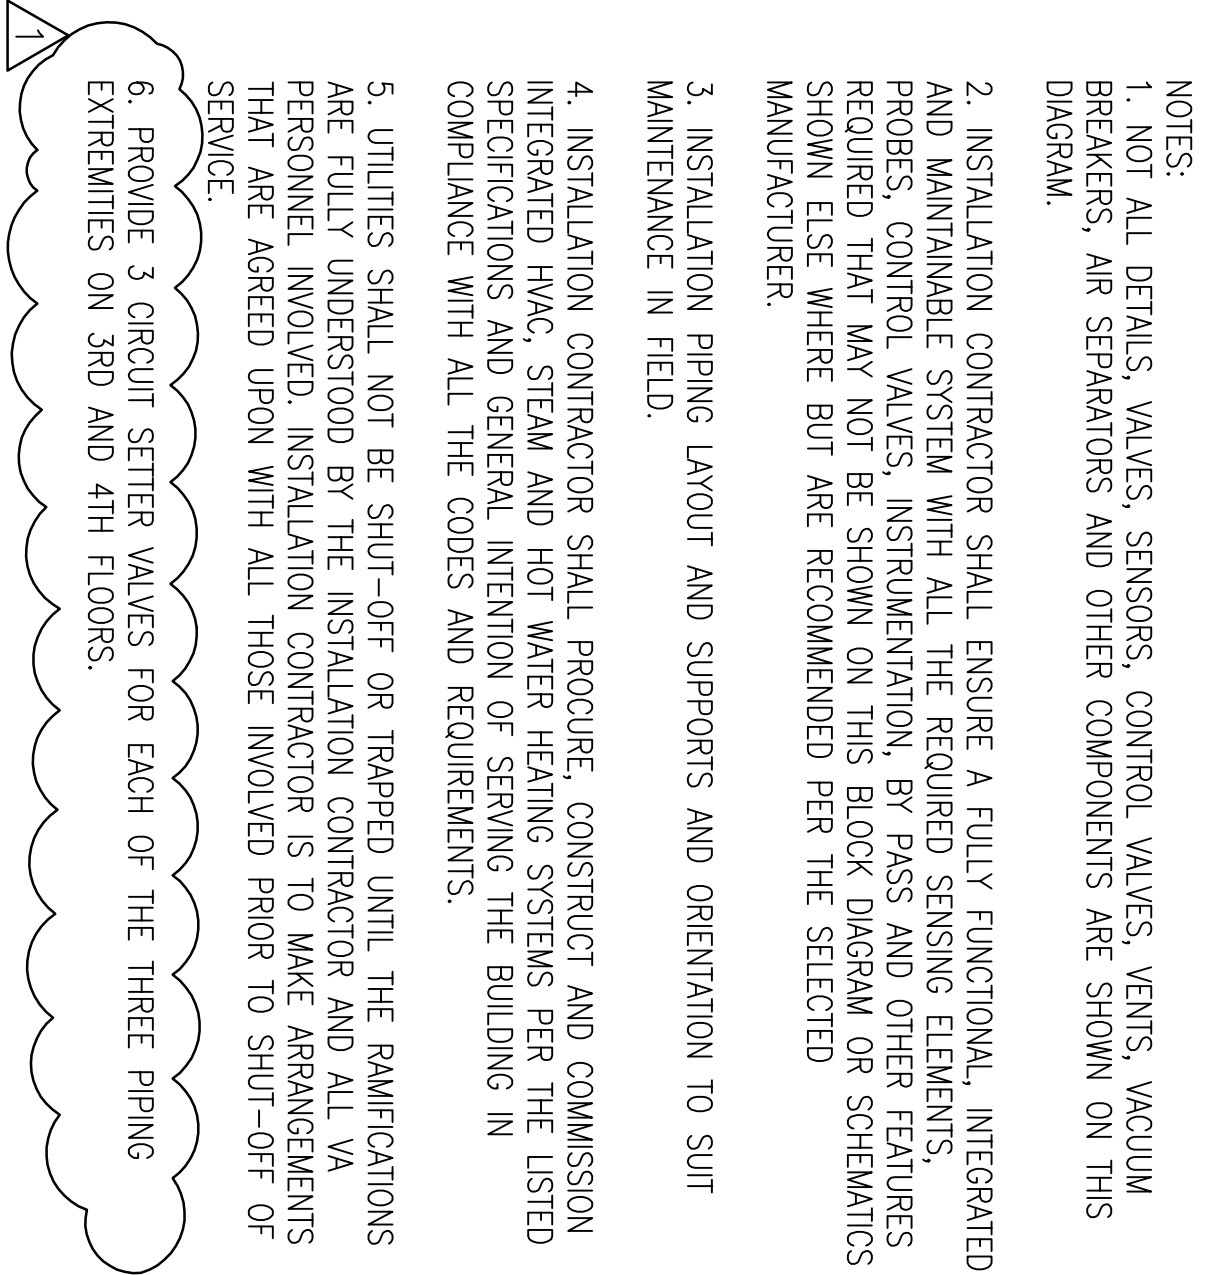 NOTES:
1. NOT ALL DETAILS, VALVES, SENSORS, CONTROL VALVES, VENTS, VACUUM
BREAKERS, AIR SEPARATORS AND OTHER COMPONENTS ARE SHOWN ON THIS
DIAGRAM.
2. INSTALLATION CONTRACTOR SHALL ENSURE A FULLY FUNCTIONAL, INTEGRATED
AND MAINTAINABLE SYSTEM WITH ALL THE REQUIRED SENSING ELEMENTS,
PROBES, CONTROL VALVES, INSTRUMENTATION, BY PASS AND OTHER FEATURES
REQUIRED THAT MAY NOT BE SHOWN ON THIS BLOCK DIAGRAM OR SCHEMATICS
SHOWN ELSE WHERE BUT ARE RECOMMENDED PER THE SELECTED
MANUFACTURER.
3. INSTALLATION PIPING LAYOUT AND SUPPORTS AND ORIENTATION TO SUIT
MAINTENANCE IN FIELD.
4. INSTALLATION CONTRACTOR SHALL PROCURE, CONSTRUCT AND COMMISSION
INTEGRATED HVAC, STEAM AND HOT WATER HEATING SYSTEMS PER THE LISTED
SPECIFICATIONS AND GENERAL INTENTION OF SERVING THE BUILDING IN
COMPLIANCE WITH ALL THE CODES AND REQUIREMENTS.
5. UTILITIES SHALL NOT BE SHUT-OFF OR TRAPPED UNTIL THE RAMIFICATIONS
ARE FULLY UNDERSTOOD BY THE INSTALLATION CONTRACTOR AND ALL VA
PERSONNEL INVOLVED. INSTALLATION CONTRACTOR IS TO MAKE ARRANGEMENTS
THAT ARE AGREED UPON WITH ALL THOSE INVOLVED PRIOR TO SHUT-OFF OF
SERVICE.
6. PROVIDE 3 CIRCUIT SETTER VALVES FOR EACH OF THE THREE PIPING
EXTREMITIES ON 3RD AND 4TH FLOORS.
1